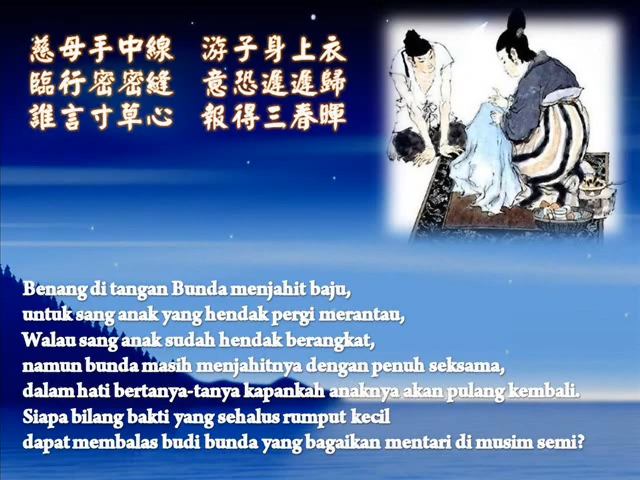 慈母手中線 游子身上衣
臨行密密縫 意恐遲遲歸
誰言寸草心 報得三春暉
Benang di tangan Bunda menjahit baju,
untuk sang anak yang hendak pergi merantau,
Walau sang anak sudah hendak berangkat,
namun bunda masih menjahitnya dengan penuh seksama,
dalam hati bertanya-tanya kapankah anaknya akan pulang kembali.
Siapa bilang bakti yang sehalus rumput kecil
dapat membalas budi bunda yang bagaikan mentari di musim semi?